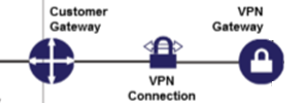 Customer
Gateway
VPN
Connection
VPN
Gateway